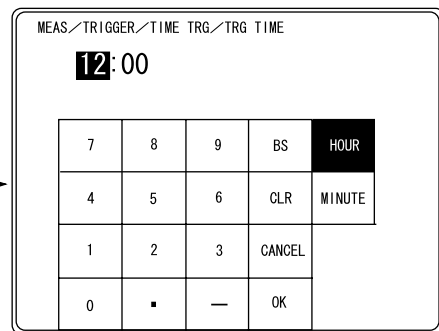 MEAS／TRIGGER／TIME TRG／TRG TIME
12:00
7 8 9 BS HOUR
4 5 6 CLR MINUTE
1 2 3 CANCEL
0 . － OK